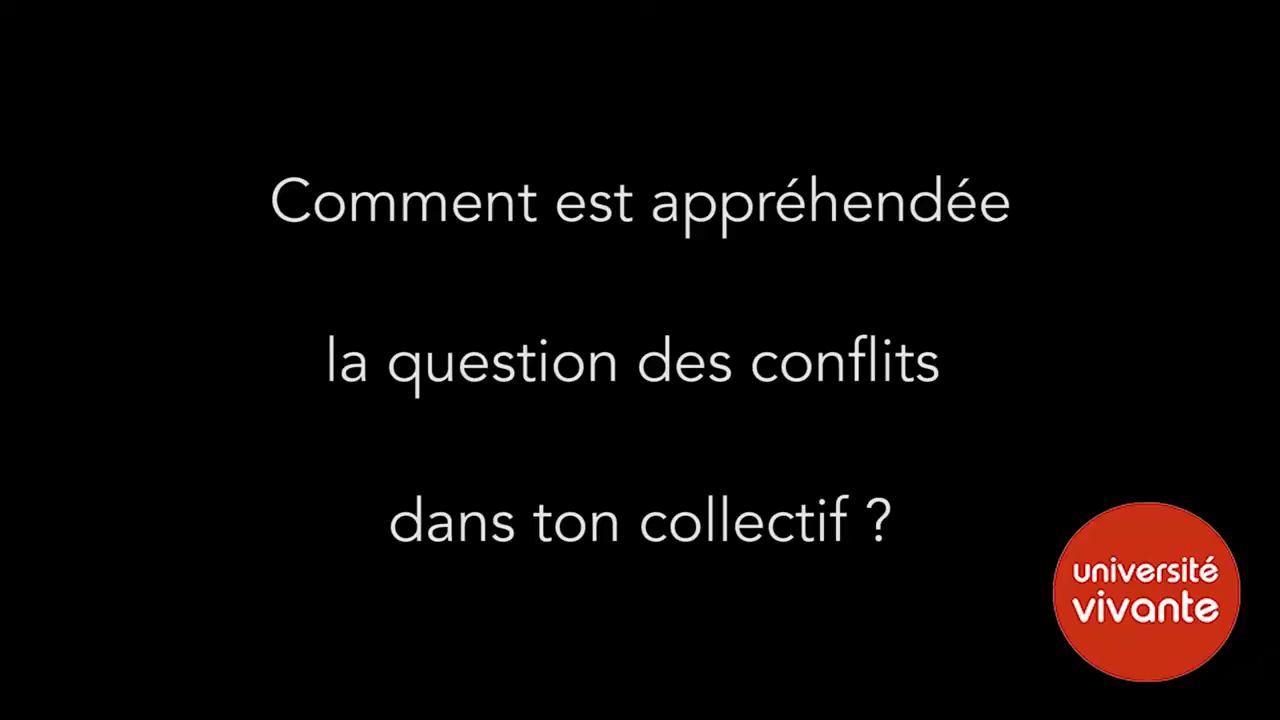 Comment est appréhendée
la question des conflits
dans ton collectif ?
université
vivante